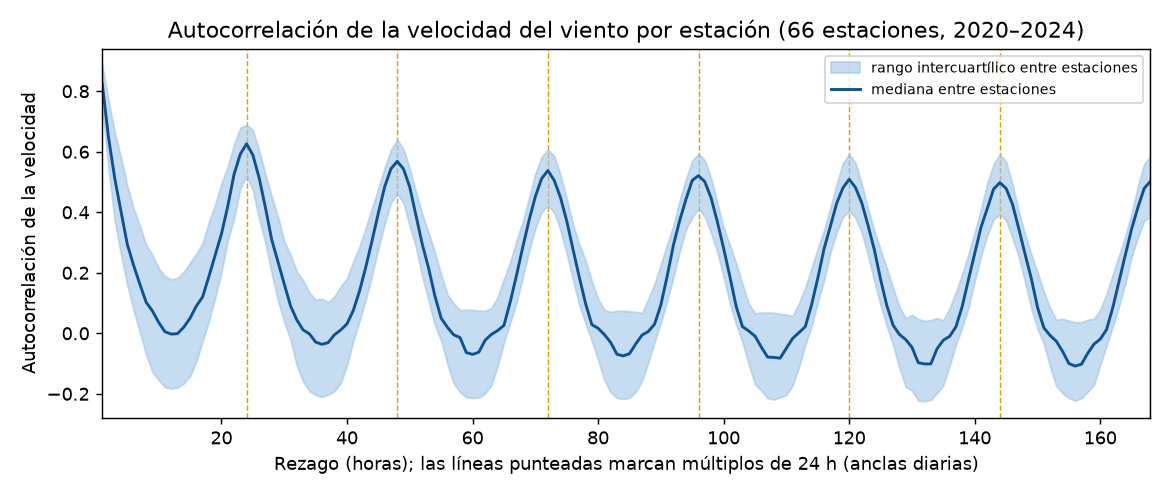 Autocorrelación de la velocidad del viento por estación (66 estaciones, 2020–2024)
rango intercuartílico entre estaciones
mediana entre estaciones
Autocorrelación de la velocidad
0.8
0.6
0.4
0.2
0.0
−0.2
20 40 60 80 100 120 140 160
Rezago (horas); las líneas punteadas marcan múltiplos de 24 h (anclas diarias)